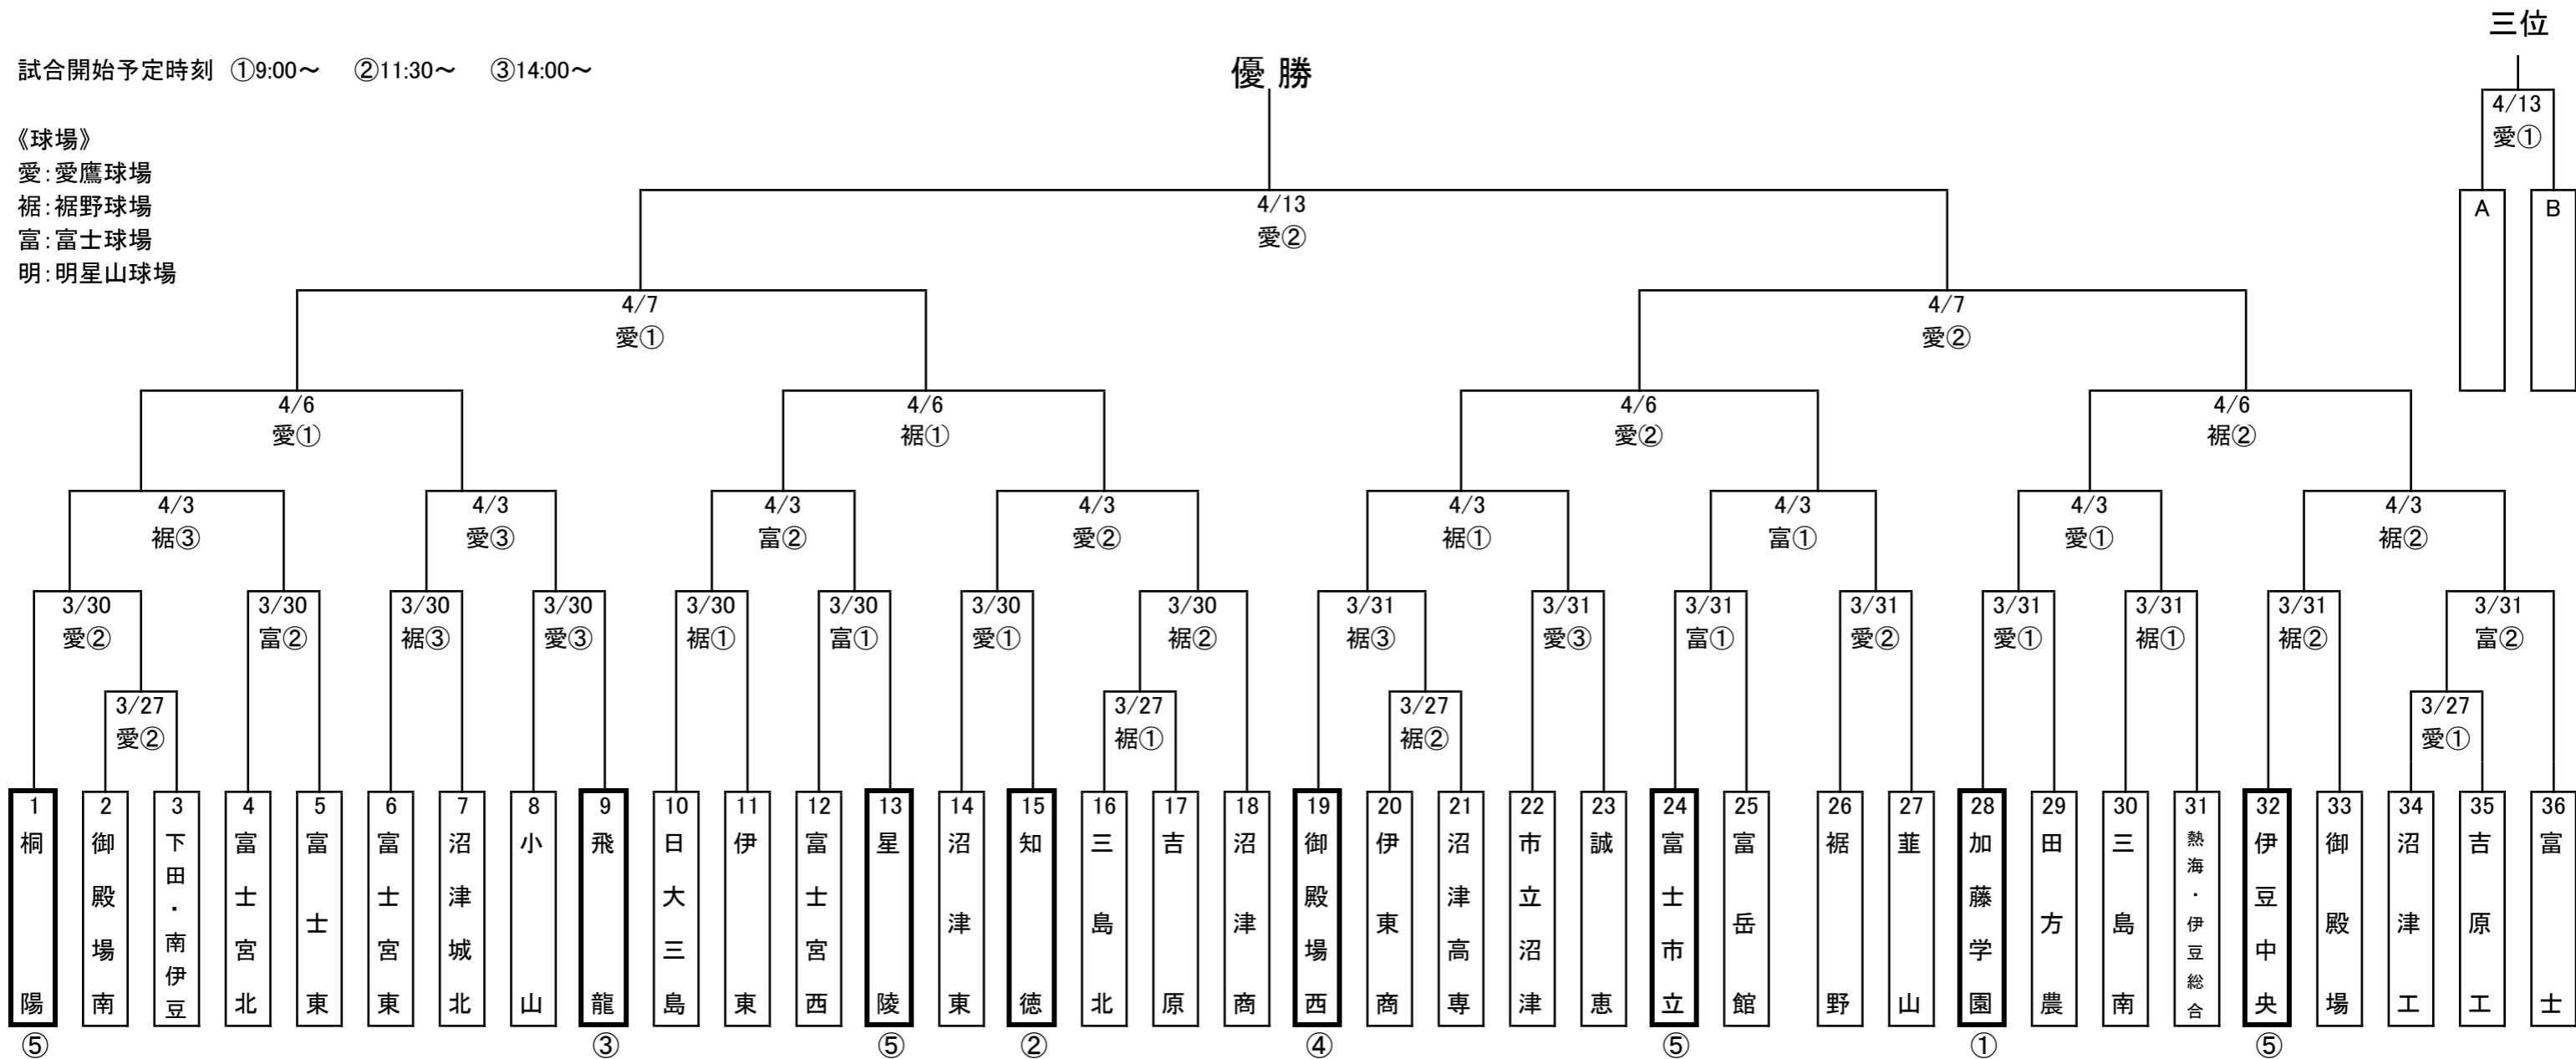 三位
試合開始予定時刻 ①9:00～ ②11:30～ ③14:00～
優勝
4/13
愛①
《球場》
愛:愛鷹球場
裾:裾野球場
富:富士球場
明:明星山球場
A B
4/13
愛②
4/7 4/7
愛① 愛②
4/6 4/6 4/6 4/6
愛① 裾① 愛② 裾②
4/3 4/3 4/3 4/3 4/3 4/3 4/3 4/3
裾③ 愛③ 富② 愛② 裾① 富① 愛① 裾②
3/30 3/30 3/30 3/30 3/30 3/30 3/30 3/30 3/31 3/31 3/31 3/31 3/31 3/31 3/31 3/31
愛② 富② 裾③ 愛③ 裾① 富① 愛① 裾② 裾③ 愛③ 富① 愛② 愛① 裾① 裾② 富②
3/27 3/27 3/27 3/27
愛② 裾① 裾② 愛①
1 桐陽 ⑤
2 御殿場南
3 下田・南伊豆
4 富士宮北
5 富士東
6 富士宮東
7 沼津城北
8 小山
9 飛龍 ③
10 日大三島
11 伊東
12 富士宮西
13 星陵 ⑤
14 沼津東
15 知徳 ②
16 三島北
17 吉原
18 沼津商
19 御殿場西 ④
20 伊東商
21 沼津高専
22 市立沼津
23 誠恵
24 富士市立 ⑤
25 富岳館
26 裾野
27 韮山
28 加藤学園 ①
29 田方農
30 三島南
31 熱海・伊豆総合
32 伊豆中央 ⑤
33 御殿場
34 沼津工
35 吉原工
36 富士